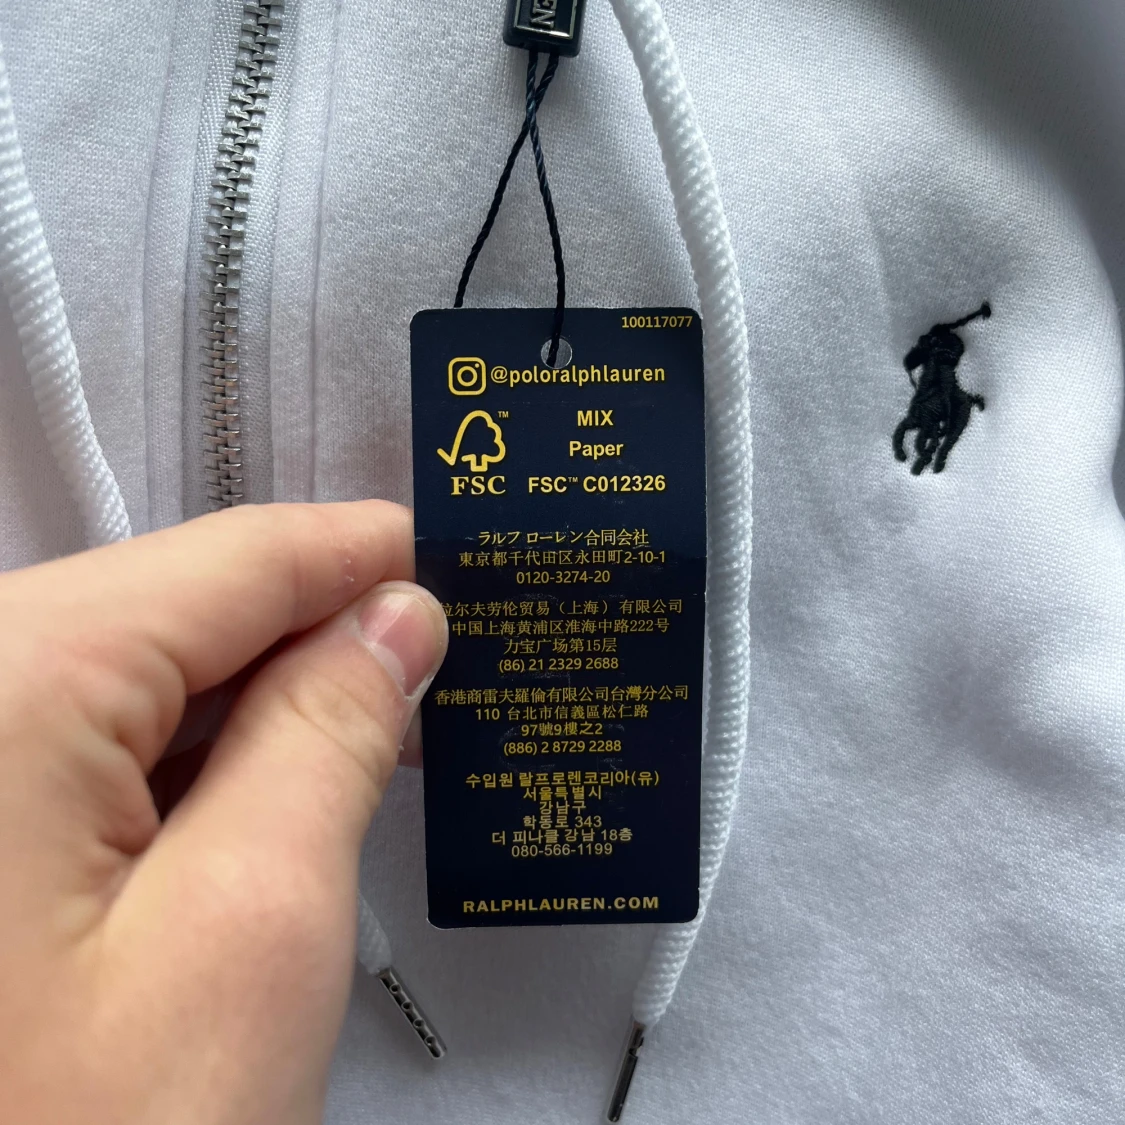 100117077
@poloralphlauren
MIX
Paper
FSC™ C012326
™
FSC
ラルフ ローレン合同会社
東京都千代田区永田町2-10-1
0120-3274-20
拉尔夫劳伦贸易（上海）有限公司
中国上海黄浦区淮海中路222号
力宝广场第15层
(86) 21 2329 2688
香港商雷夫羅倫有限公司台灣分公司
110 台北市信義區松仁路
97號9樓之2
(886) 2 8729 2288
수입원 랄프로렌코리아(유)
서울특별시
강남구
학동로 343
더 피나클 강남 18층
080-566-1199
RALPHLAUREN.COM